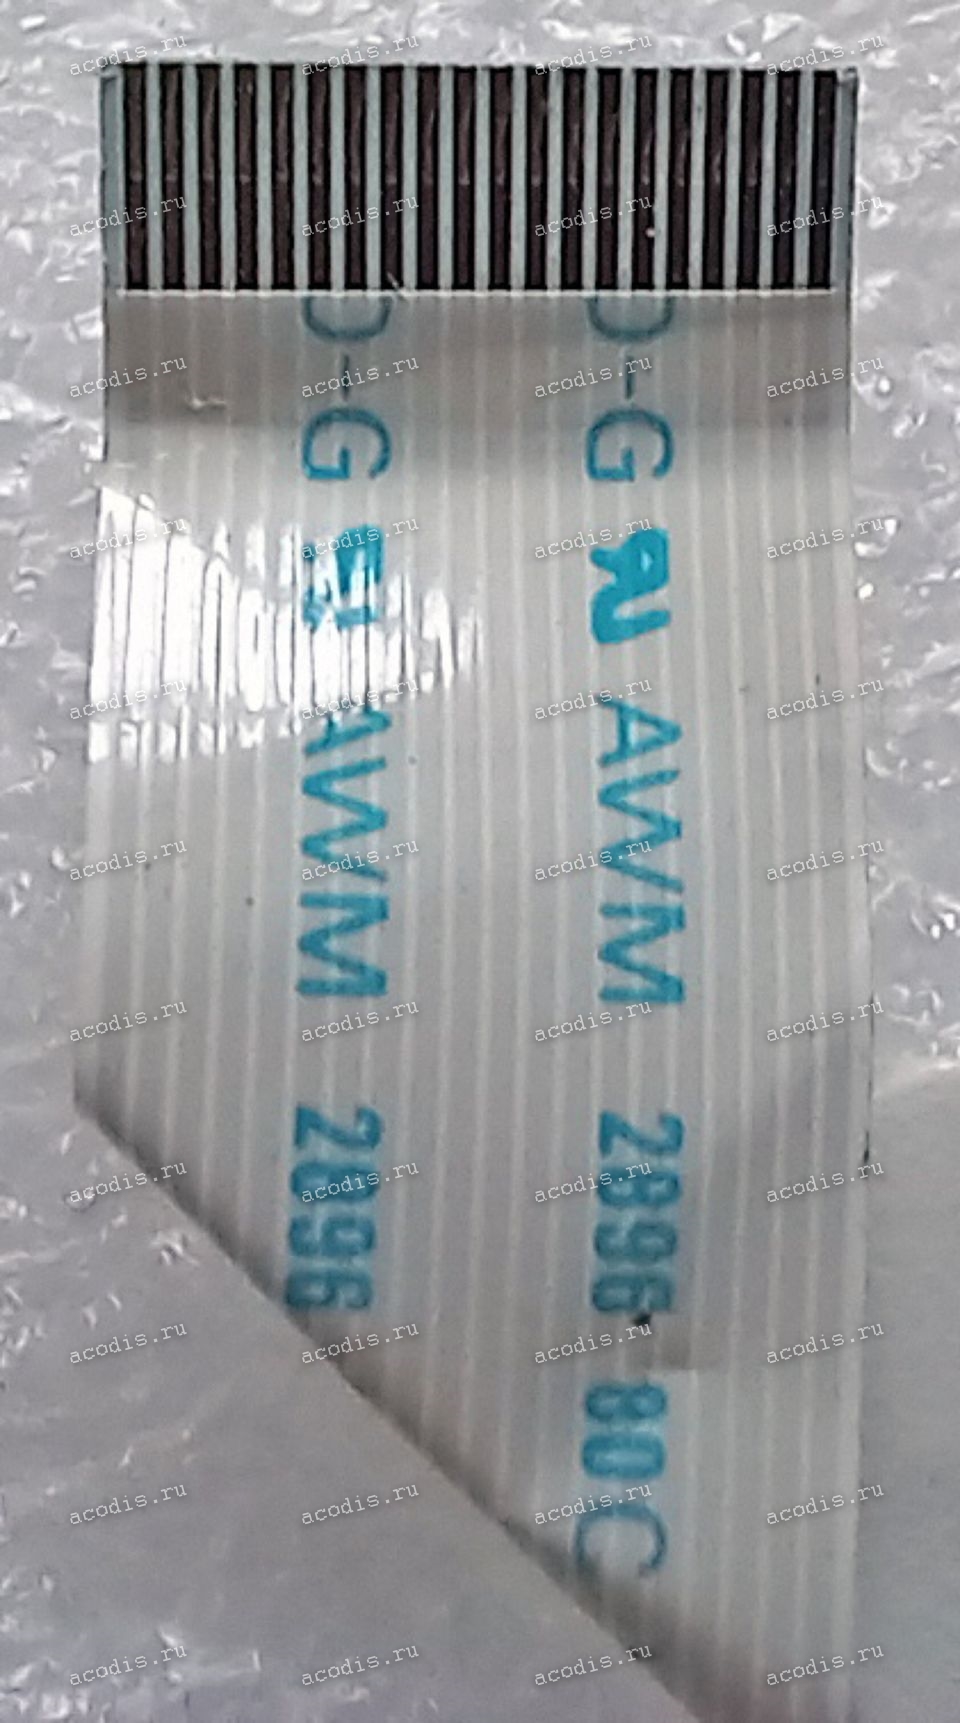 D-G AWM 2896 80C
D-G AWM 2896
acodis.ru